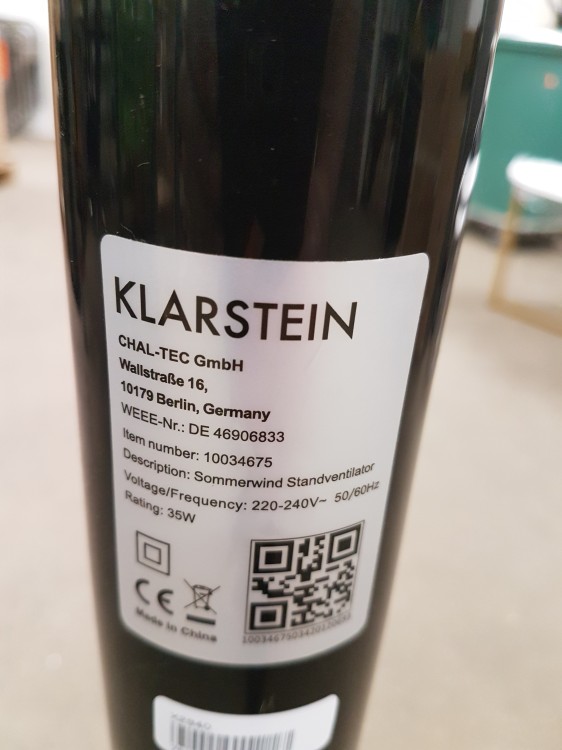 KLARSTEIN
CHAL-TEC GmbH
Wallstraße 16,
10179 Berlin, Germany
WEEE-Nr.: DE 46906833
Item number: 10034675
Description: Sommerwind Standventilator
Voltage/Frequency: 220-240V~ 50/60Hz
Rating: 35W
CE
Made in China